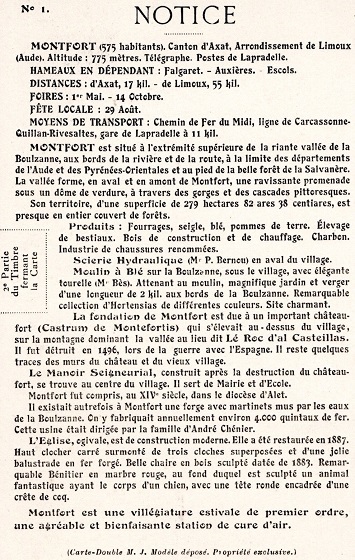 No 1.
NOTICE
MONTFORT (575 habitants). Canton d'Axat, Arrondissement de Limoux
(Aude). Altitude : 775 mètres. Télégraphe. Postes de Lapradelle.
HAMEAUX EN DÉPENDANT : Falgaret. - Auxières. - Escols.
DISTANCES : d'Axat, 17 kil. - de Limoux, 55 kil.
FOIRES : 1er Mai. - 14 Octobre.
FÊTE LOCALE : 29 Août.
MOYENS DE TRANSPORT : Chemin de Fer du Midi, ligne de Carcassonne-
Quillan-Rivesaltes, gare de Lapradelle à 11 kil.
MONTFORT est situé à l'extrémité supérieure de la riante vallée de la
Boulzanne, aux bords de la rivière et de la route, à la limite des départements
de l'Aude et des Pyrénées-Orientales et au pied de la belle forêt de la Salvanère.
La vallée forme, en aval et en amont de Montfort, une ravissante promenade
sous un dôme de verdure, à travers des gorges et des cascades pittoresques.
Son territoire, d'une superficie de 279 hectares 82 ares 38 centiares, est
presque en entier couvert de forêts.
Produits : Fourrages, seigle, blé, pommes de terre. Élevage
de bestiaux. Bois de construction et de chauffage. Charbon.
Industrie de chaussures renommées.
Scierie Hydraulique (Mr P. Bernou) en aval du village.
Moulin à Blé sur la Boulzanne, sous le village, avec élégante
tourelle (Mr Bès). Attenant au moulin, magnifique jardin et verger
d'une longueur de 2 kil. aux bords de la Boulzanne. Remarquable
collection d'Hortensias de différentes couleurs. Site charmant.
2e Partie
du Timbre
fermant
la Carte
La fondation de Montfort est due à un important château-
fort (Castrum de Montefortis) qui s'élevait au-dessus du village,
sur la montagne dominant la vallée au lieu dit Lé Roc d'al Casteillas.
Il fut détruit en 1496, lors de la guerre avec l'Espagne. Il reste quelques
traces des murs du château et du vieux village.
Le Manoir Seigneurial, construit après la destruction du château-
fort, se trouve au centre du village. Il sert de Mairie et d'Ecole.
Montfort fut compris, au XIVe siècle, dans le diocèse d'Alet.
Il existait autrefois à Montfort une forge avec martinets mus par les eaux
de la Boulzanne. On y fabriquait annuellement environ 4.000 quintaux de fer.
Cette usine était dirigée par la famille d'André Chénier.
L'Eglise, ogivale, est de construction moderne. Elle a été restaurée en 1887.
Haut clocher carré surmonté de trois cloches superposées et d'une jolie
balustrade en fer forgé. Belle chaire en bois sculpté datée de 1883. Remar-
quable Bénitier en marbre rouge, au fond duquel est sculpté un animal
fantastique ayant le corps d'un chien, avec une tête ronde encadrée d'une
crête de coq.
Montfort est une villégiature estivale de premier ordre,
une agréable et bienfaisante station de cure d'air.
(Carte-Double M. J. Modèle déposé. Propriété exclusive.)